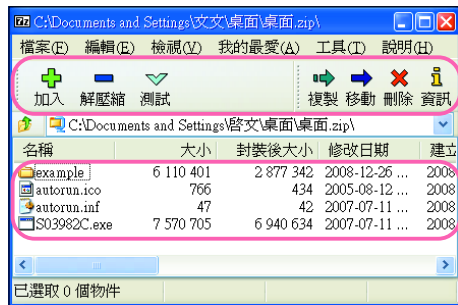 C:\Documents and Settings\文文\桌面\桌面.zip\
檔案(F) 編輯(E) 檢視(V) 我的最愛(A) 工具(T) 說明(H)
加入 解壓縮 測試 複製 移動 刪除 資訊
C:\Documents and Settings\啓文\桌面\桌面.zip\
名稱 大小 封裝後大小 修改日期 建立
example 6 110 401 2 877 342 2008-12-26 ... 2008
autorun.ico 766 434 2005-08-12 ... 2008
autorun.inf 47 42 2007-07-11 ... 2008
S03982C.exe 7 570 705 6 940 634 2007-07-11 ... 2008
已選取 0 個物件